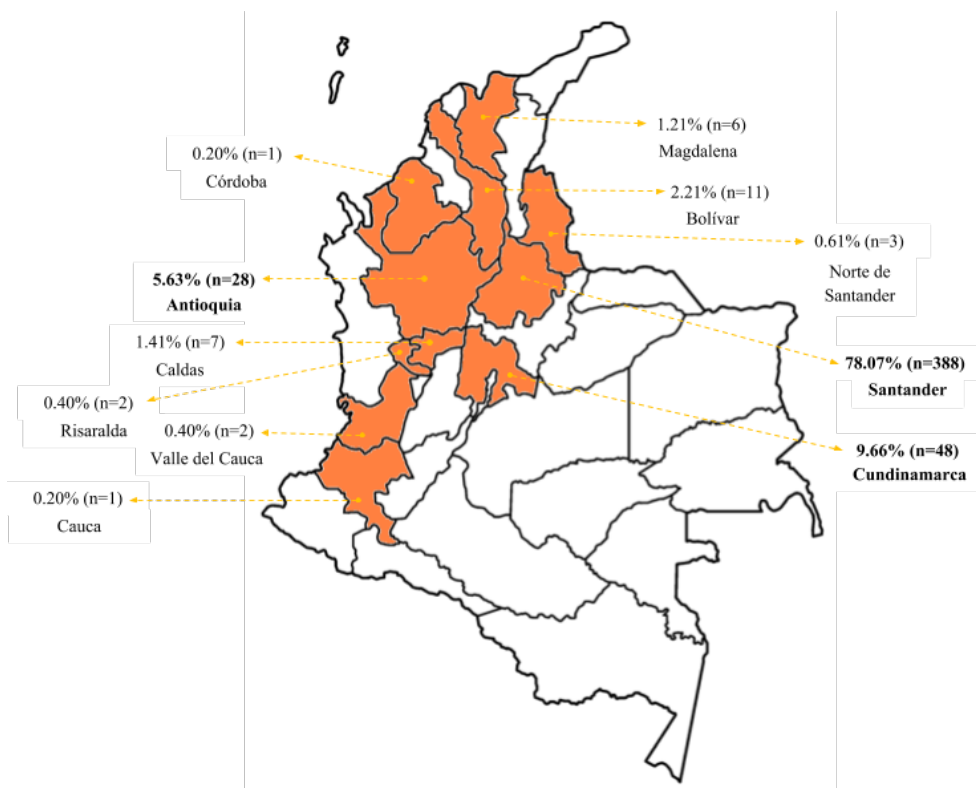 1.21% (n=6)
Magdalena
0.20% (n=1)
Córdoba
2.21% (n=11)
Bolívar
0.61% (n=3)
Norte de
Santander
5.63% (n=28)
Antioquia
1.41% (n=7)
Caldas
78.07% (n=388)
Santander
0.40% (n=2)
Risaralda
0.40% (n=2)
Valle del Cauca
9.66% (n=48)
Cundinamarca
0.20% (n=1)
Cauca